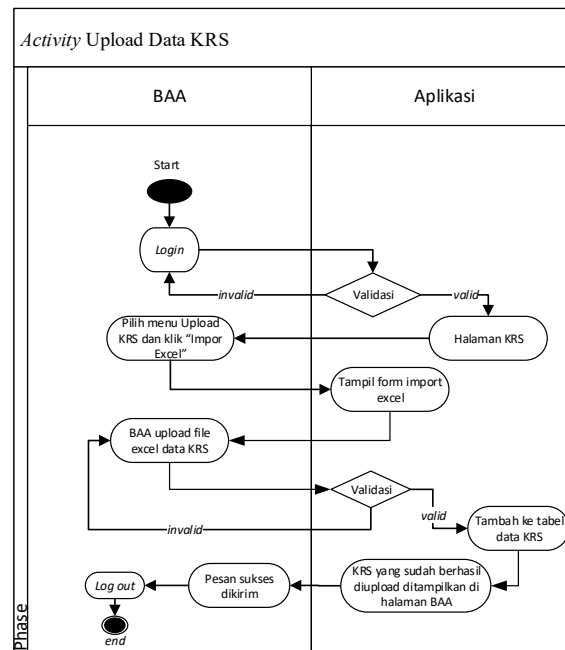 Activity Upload Data KRS
BAA
Aplikasi
Start
Login
invalid
Validasi
valid
Pilih menu Upload
KRS dan klik “Impor
Excel”
Halaman KRS
Tampil form import
excel
BAA upload file
excel data KRS
Validasi
invalid
valid
Tambah ke tabel
data KRS
KRS yang sudah berhasil
diupload ditampilkan di
halaman BAA
Pesan sukses
dikirim
Log out
end
Phase